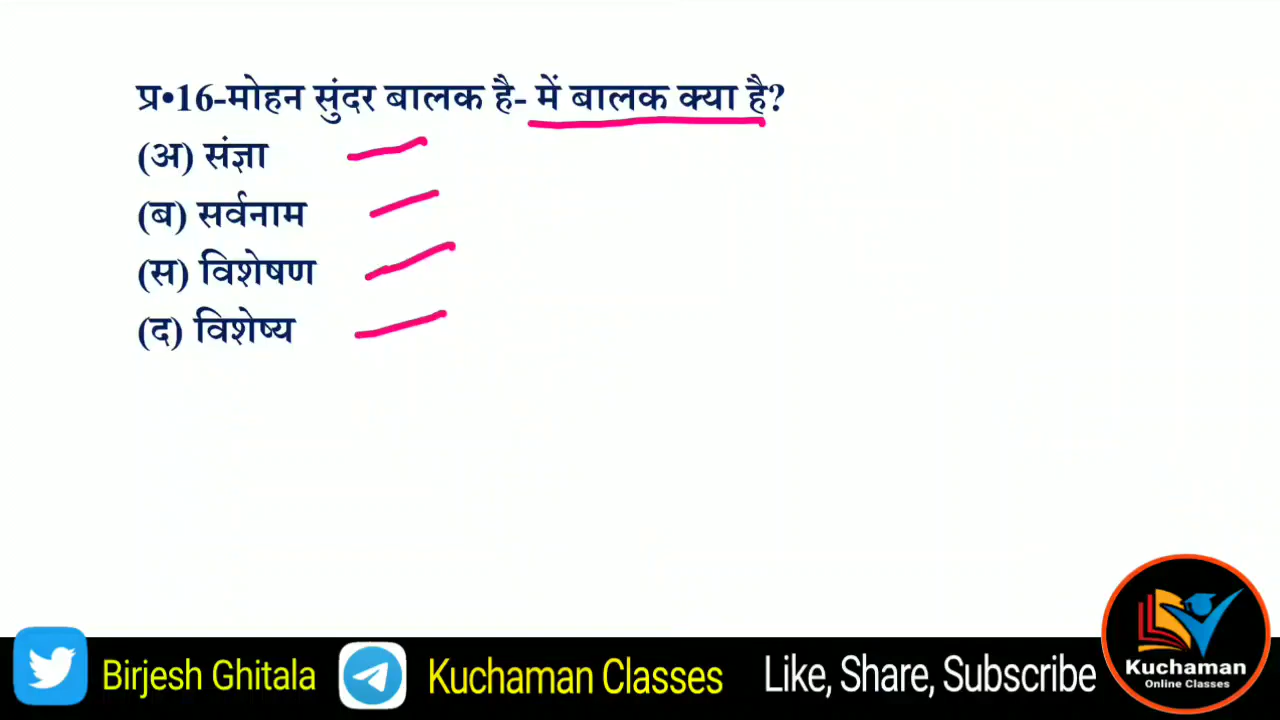 प्र•16-मोहन सुंदर बालक है- में बालक क्या है?
(अ) संज्ञा
(ब) सर्वनाम
(स) विशेषण
(द) विशेष्य
Kuchaman
Online Classes
Birjesh Ghitala Kuchaman Classes Like, Share, Subscribe